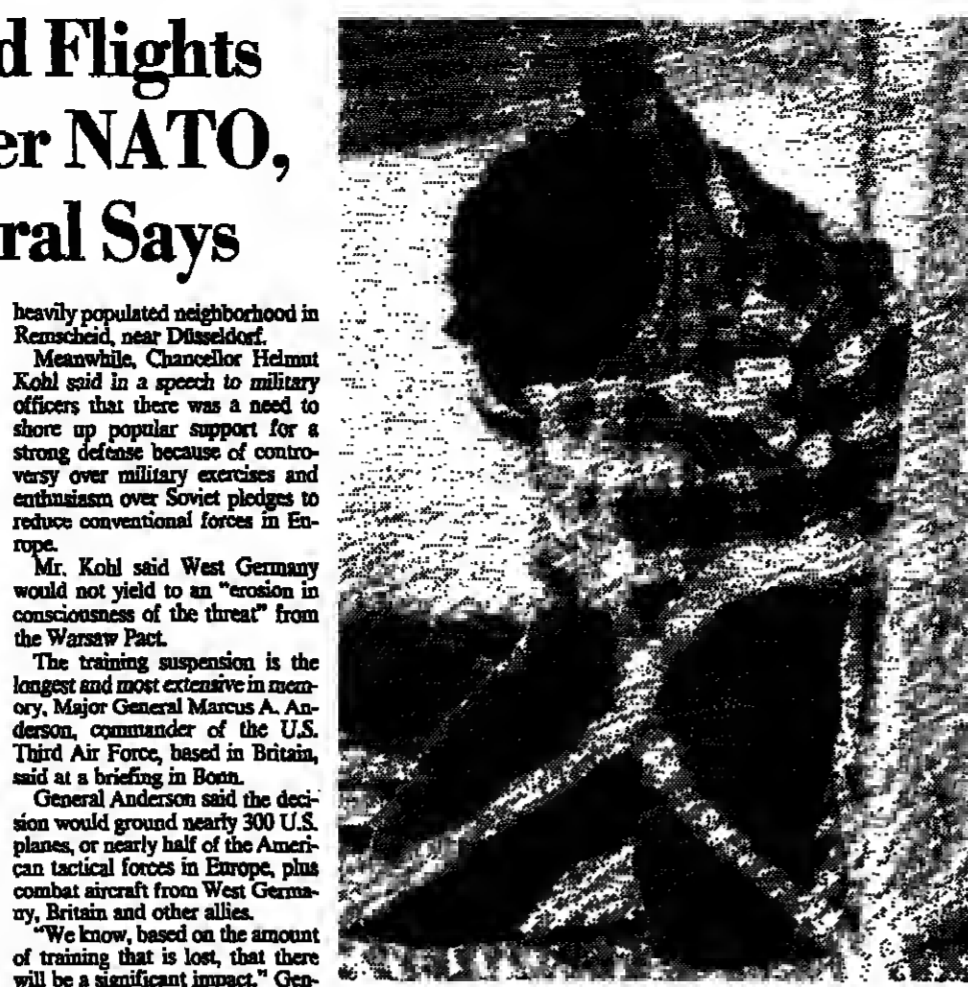 d Flights
er NATO,
ral Says
heavily populated neighborhood in
Remscheid, near Düsseldorf.
Meanwhile, Chancellor Helmut
Kohl said in a speech to military
officers that there was a need to
shore up popular support for a
strong defense because of contro-
versy over military exercises and
enthusiasm over Soviet pledges to
reduce conventional forces in Eu-
rope.
Mr. Kohl said West Germany
would not yield to an "erosion in
consciousness of the threat" from
the Warsaw Pact.
The training suspension is the
longest and most extensive in mem-
ory, Major General Marcus A. An-
derson, commander of the U.S.
Third Air Force, based in Britain,
said at a briefing in Bonn.
General Anderson said the deci-
sion would ground nearly 300 U.S.
planes, or nearly half of the Ameri-
can tactical forces in Europe, plus
combat aircraft from West Germa-
ny, Britain and other allies.
"We know, based on the amount
of training that is lost, that there
will be a significant impact." Gen-